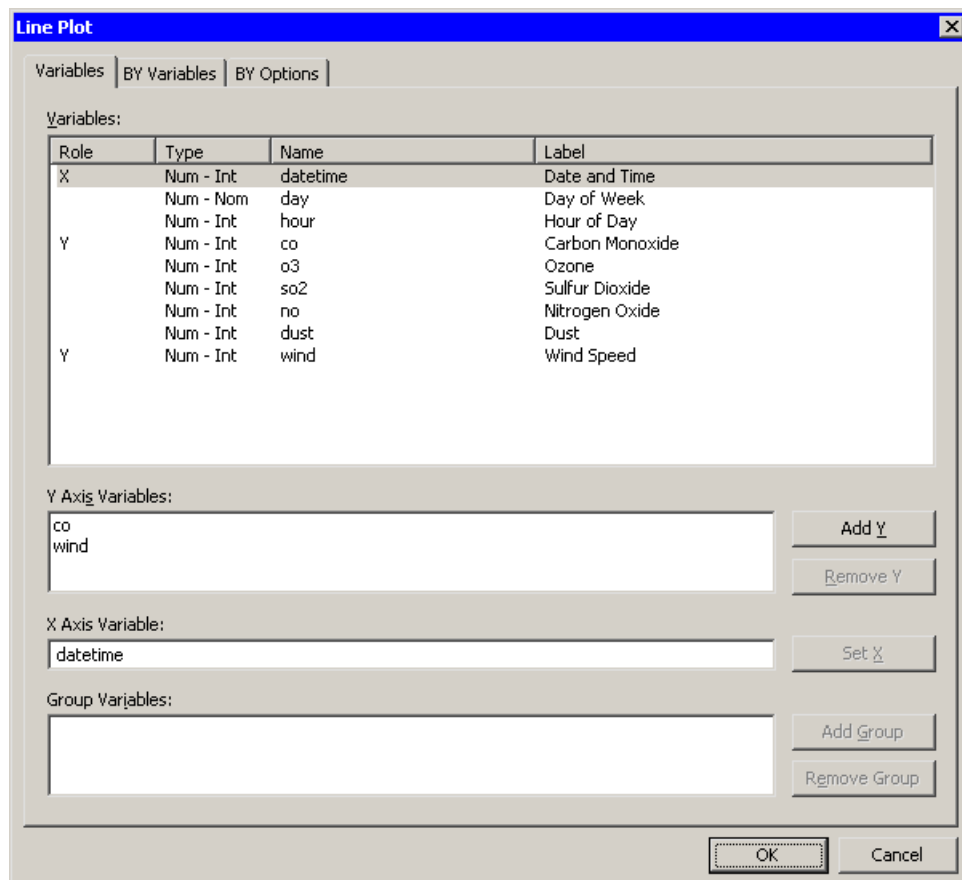 Line Plot
Variables BY Variables BY Options
Variables:
Role Type Name Label
X Num - Int datetime Date and Time
Num - Nom day Day of Week
Num - Int hour Hour of Day
Y Num - Int co Carbon Monoxide
Num - Int o3 Ozone
Num - Int so2 Sulfur Dioxide
Num - Int no Nitrogen Oxide
Num - Int dust Dust
Y Num - Int wind Wind Speed
Y Axis Variables:
co
wind
Add Y
Remove Y
X Axis Variable:
datetime
Set X
Group Variables:
Add Group
Remove Group
OK Cancel